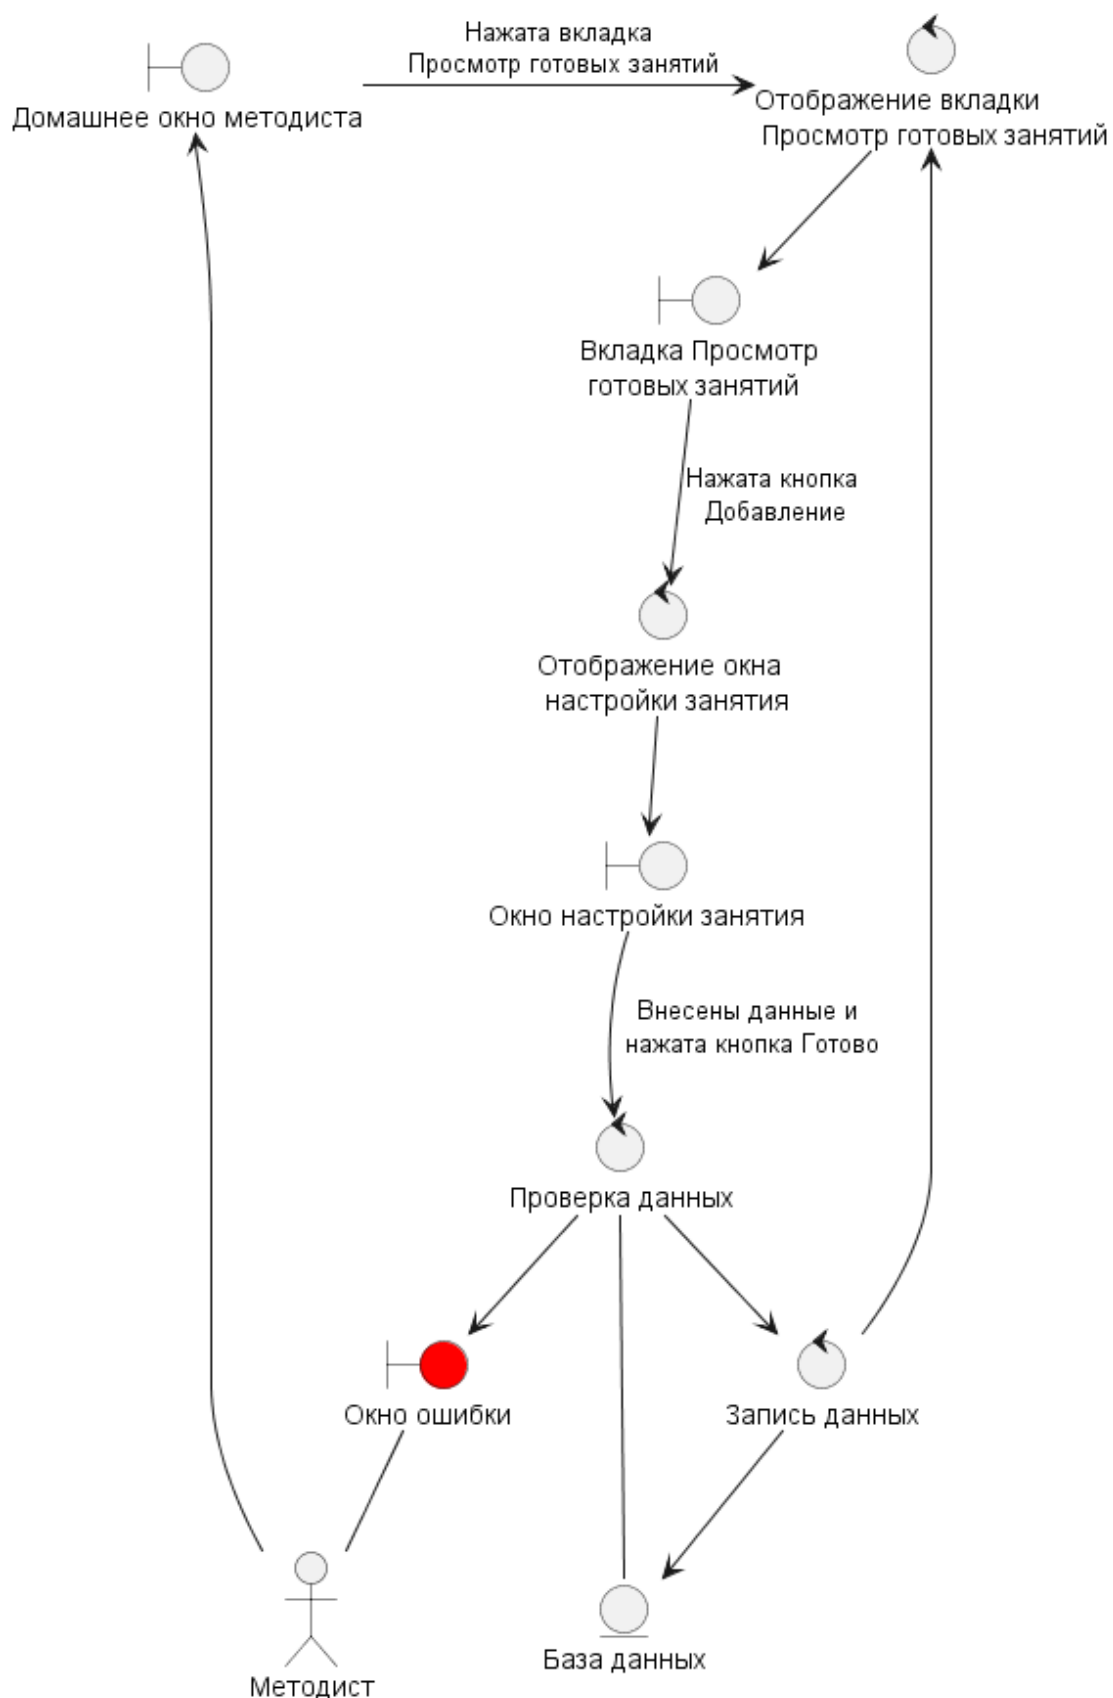 Нажата вкладка
Просмотр готовых занятий
Домашнее окно методиста
Отображение вкладки
Просмотр готовых занятий
Вкладка Просмотр
готовых занятий
Нажата кнопка
Добавление
Отображение окна
настройки занятия
Окно настройки занятия
Внесены данные и
нажата кнопка Готово
Проверка данных
Окно ошибки
Запись данных
База данных
Методист